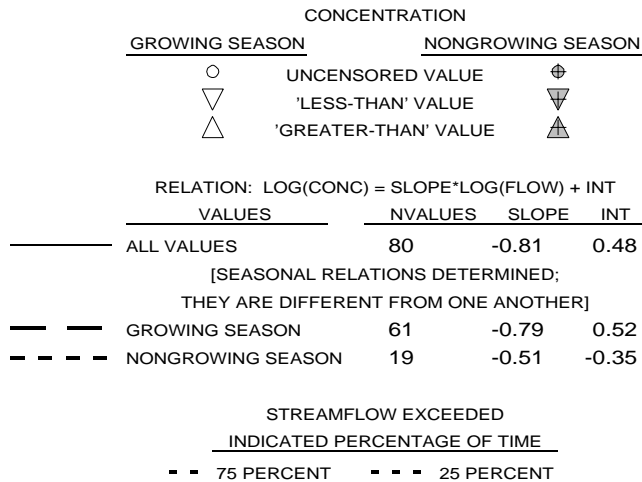 CONCENTRATION
GROWING SEASON NONGROWING SEASON
UNCENSORED VALUE
'LESS-THAN' VALUE
'GREATER-THAN' VALUE
RELATION: LOG(CONC) = SLOPE*LOG(FLOW) + INT
VALUES NVALUES SLOPE INT
ALL VALUES 80 -0.81 0.48
[SEASONAL RELATIONS DETERMINED;
THEY ARE DIFFERENT FROM ONE ANOTHER]
GROWING SEASON 61 -0.79 0.52
NONGROWING SEASON 19 -0.51 -0.35
STREAMFLOW EXCEEDED
INDICATED PERCENTAGE OF TIME
75 PERCENT 25 PERCENT